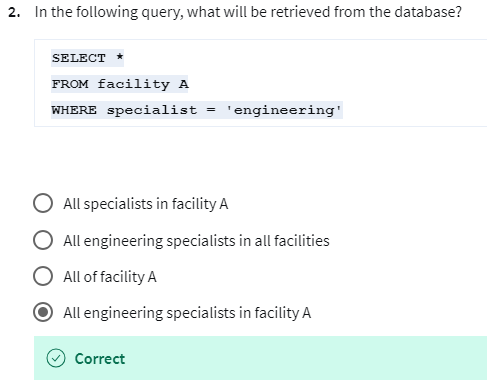 2. In the following query, what will be retrieved from the database?
SELECT *
FROM facility A
WHERE specialist = 'engineering'
All specialists in facility A
All engineering specialists in all facilities
All of facility A
All engineering specialists in facility A
Correct